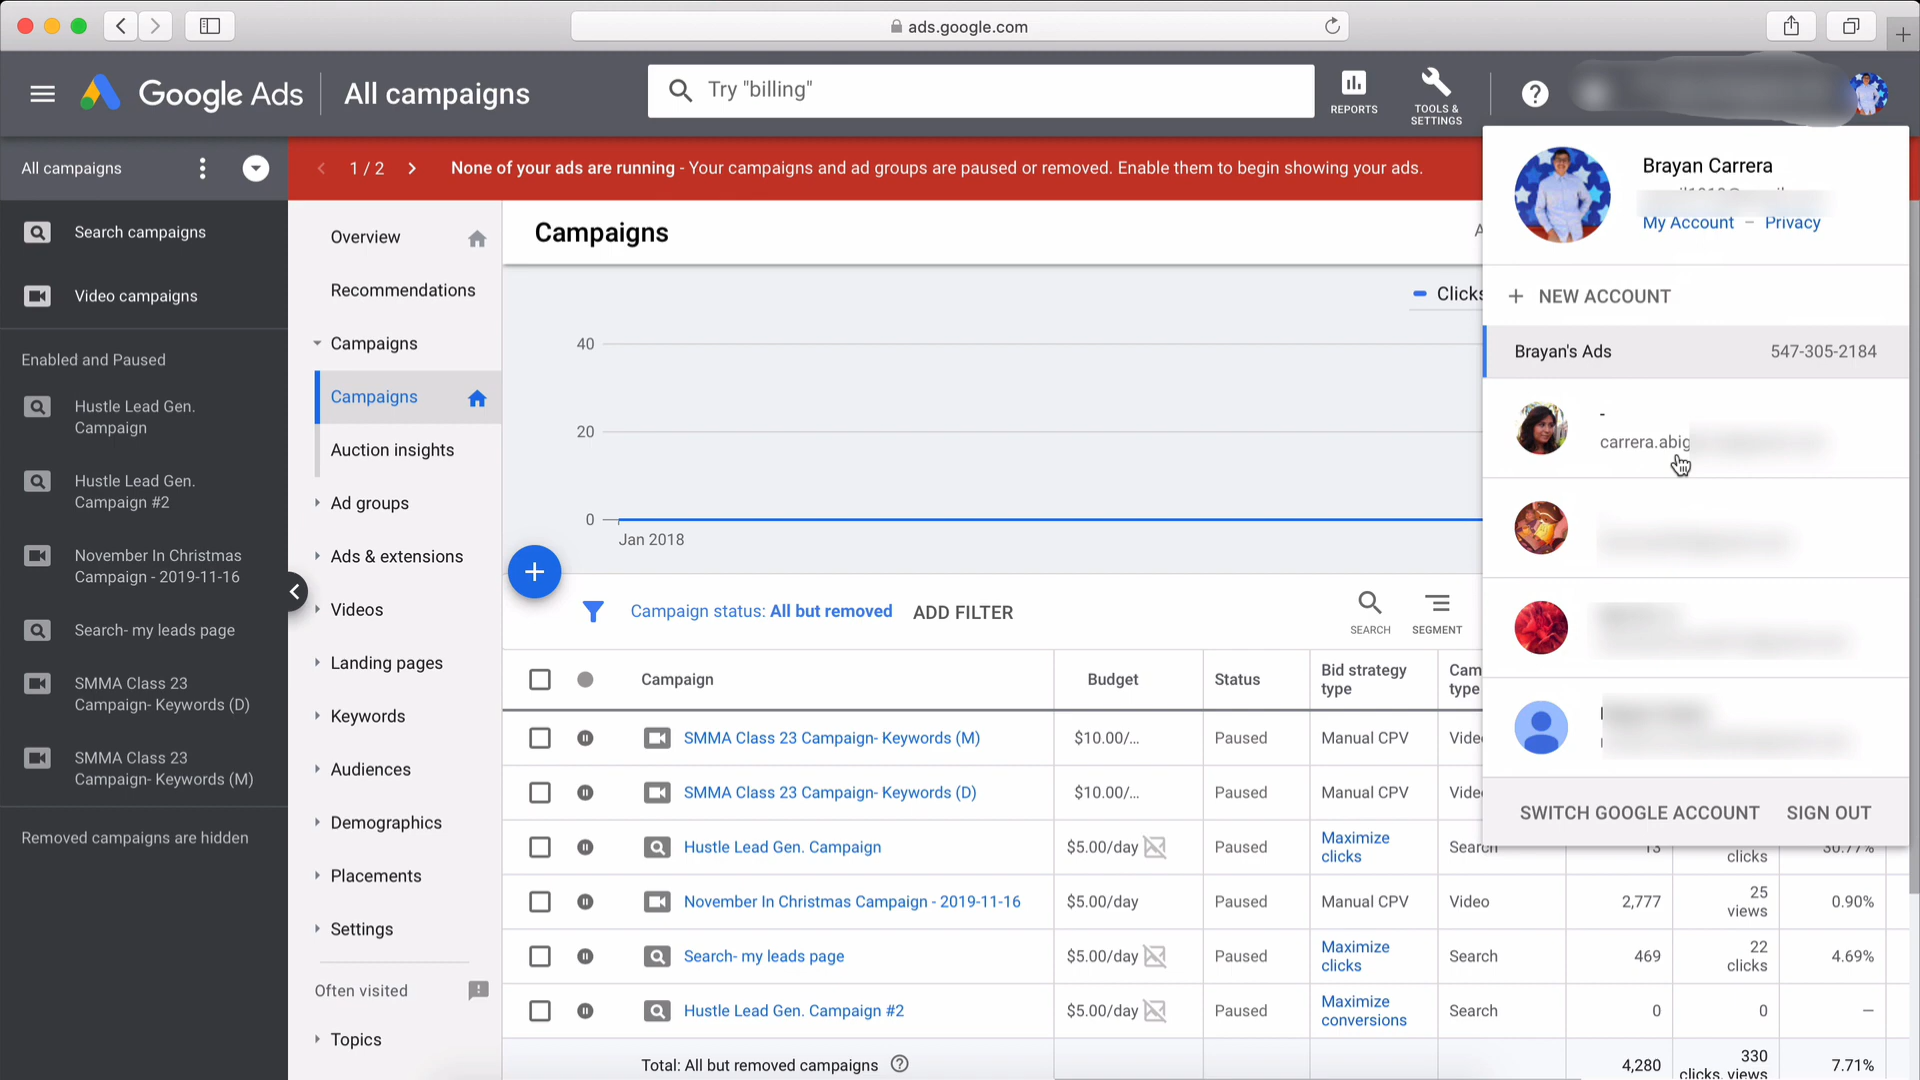 ads.google.com
Google Ads
All campaigns
Try "billing"
REPORTS
TOOLS &
SETTINGS
All campaigns
1 / 2
None of your ads are running - Your campaigns and ad groups are paused or removed. Enable them to begin showing your ads.
Search campaigns
Video campaigns
Enabled and Paused
Hustle Lead Gen.
Campaign
Hustle Lead Gen.
Campaign #2
November In Christmas
Campaign - 2019-11-16
Search- my leads page
SMMA Class 23
Campaign- Keywords (D)
SMMA Class 23
Campaign- Keywords (M)
Removed campaigns are hidden
Overview
Recommendations
Campaigns
Campaigns
Auction insights
Ad groups
Ads & extensions
Videos
Landing pages
Keywords
Audiences
Demographics
Placements
Settings
Often visited
Topics
Campaigns
Clicks
40
20
0
Jan 2018
Campaign status: All but removed
ADD FILTER
SEARCH
SEGMENT
Campaign Budget Status Bid strategy type
SMMA Class 23 Campaign- Keywords (M) $10.00/... Paused Manual CPV
SMMA Class 23 Campaign- Keywords (D) $10.00/... Paused Manual CPV
Hustle Lead Gen. Campaign $5.00/day Paused Maximize clicks Search 13 clicks 30.77%
November In Christmas Campaign - 2019-11-16 $5.00/day Paused Manual CPV Video 2,777 25 views 0.90%
Search- my leads page $5.00/day Paused Maximize clicks Search 469 22 clicks 4.69%
Hustle Lead Gen. Campaign #2 $5.00/day Paused Maximize conversions Search 0 0 —
Total: All but removed campaigns 4,280 330 clicks, views 7.71%
Brayan Carrera
My Account – Privacy
NEW ACCOUNT
Brayan's Ads 547-305-2184
-
carrera.abig
SWITCH GOOGLE ACCOUNT
SIGN OUT